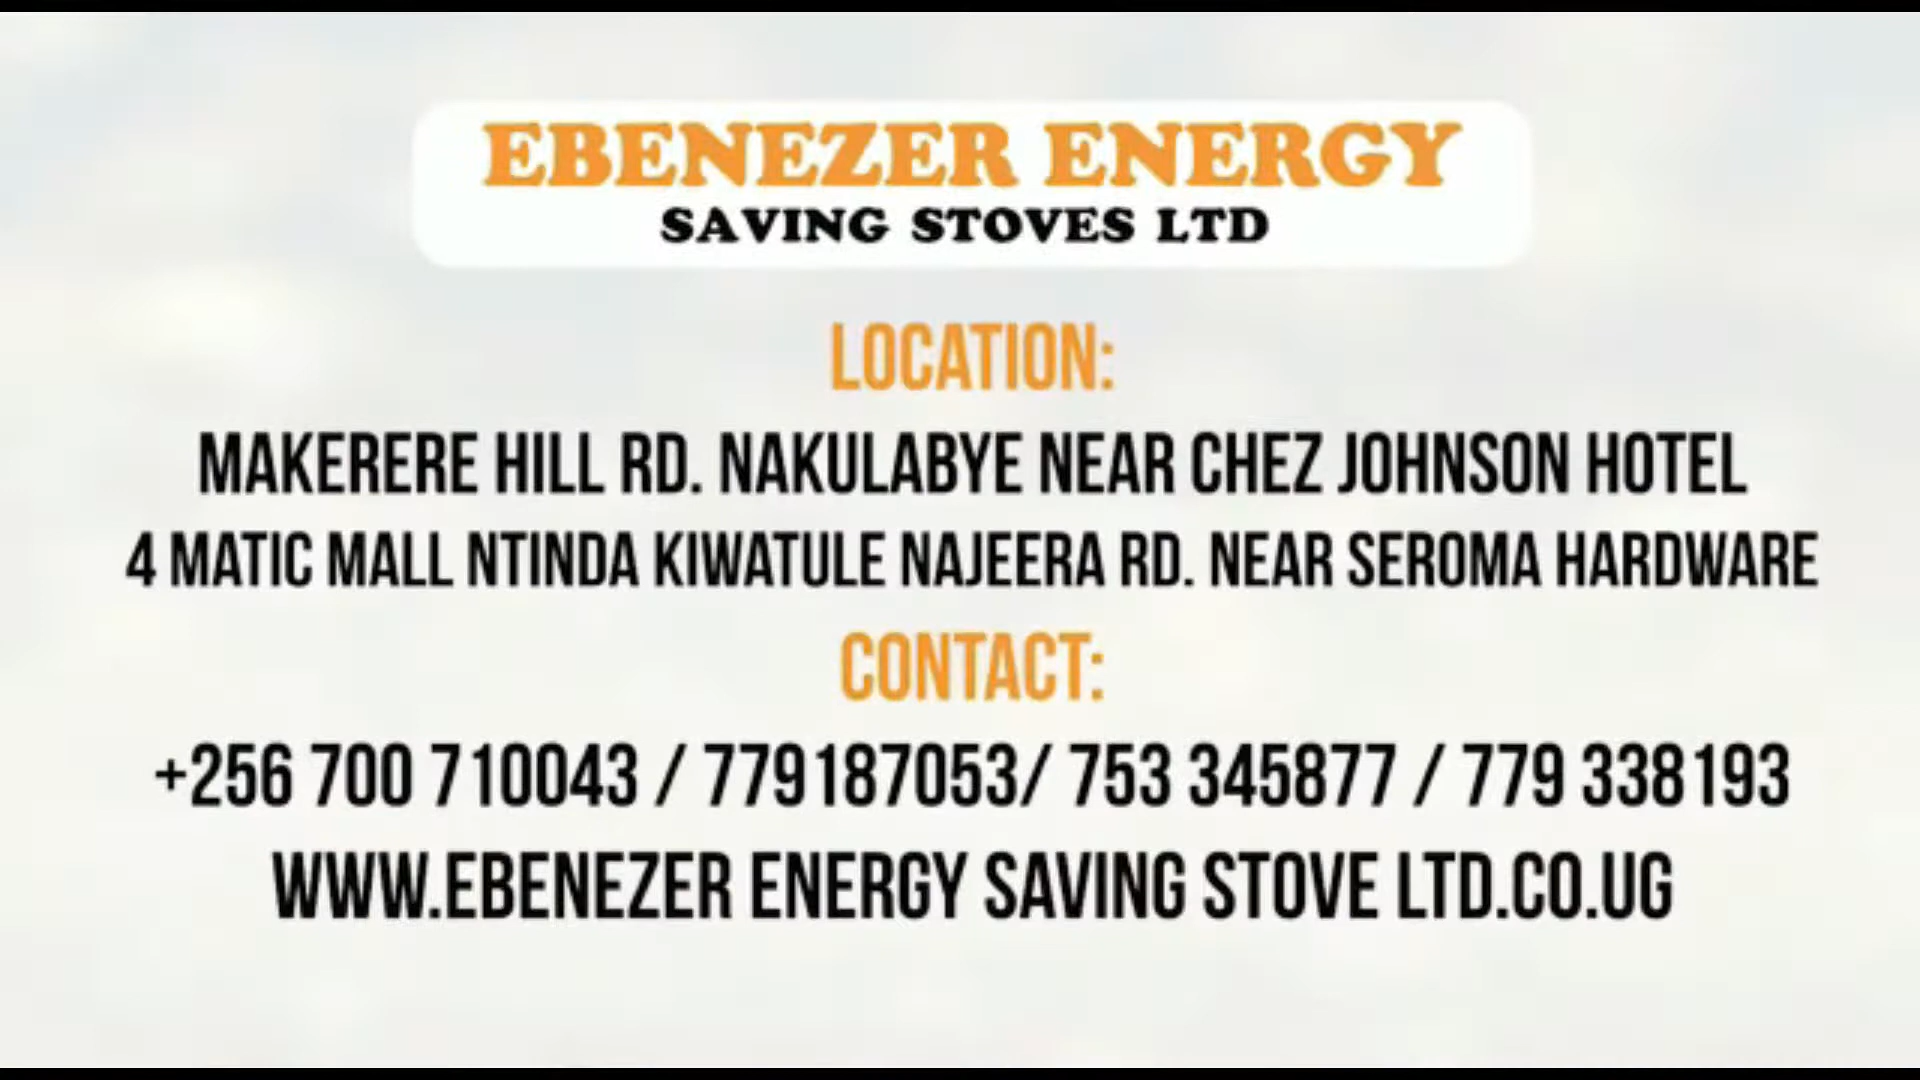 EBENEZER ENERGY
SAVING STOVES LTD
LOCATION:
MAKERERE HILL RD. NAKULABYE NEAR CHEZ JOHNSON HOTEL
4 MATIC MALL NTINDA KIWATULE NAJEERA RD. NEAR SEROMA HARDWARE
CONTACT:
+256 700 710043 / 779187053/ 753 345877 / 779 338193
WWW.EBENEZER ENERGY SAVING STOVE LTD.CO.UG